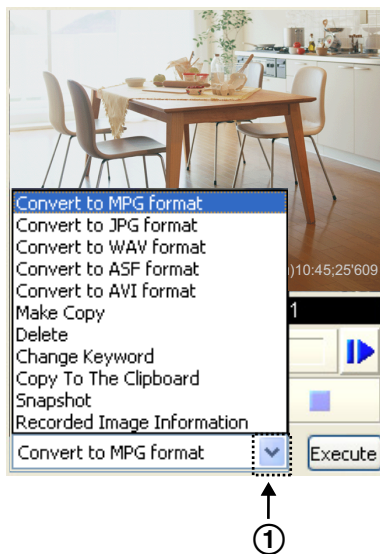 Convert to MPG format
Convert to JPG format
Convert to WAV format
Convert to ASF format
)10:45;25'609
Convert to AVI format
Make Copy
1
Delete
Change Keyword
Copy To The Clipboard
Snapshot
Recorded Image Information
Convert to MPG format
Execute
①